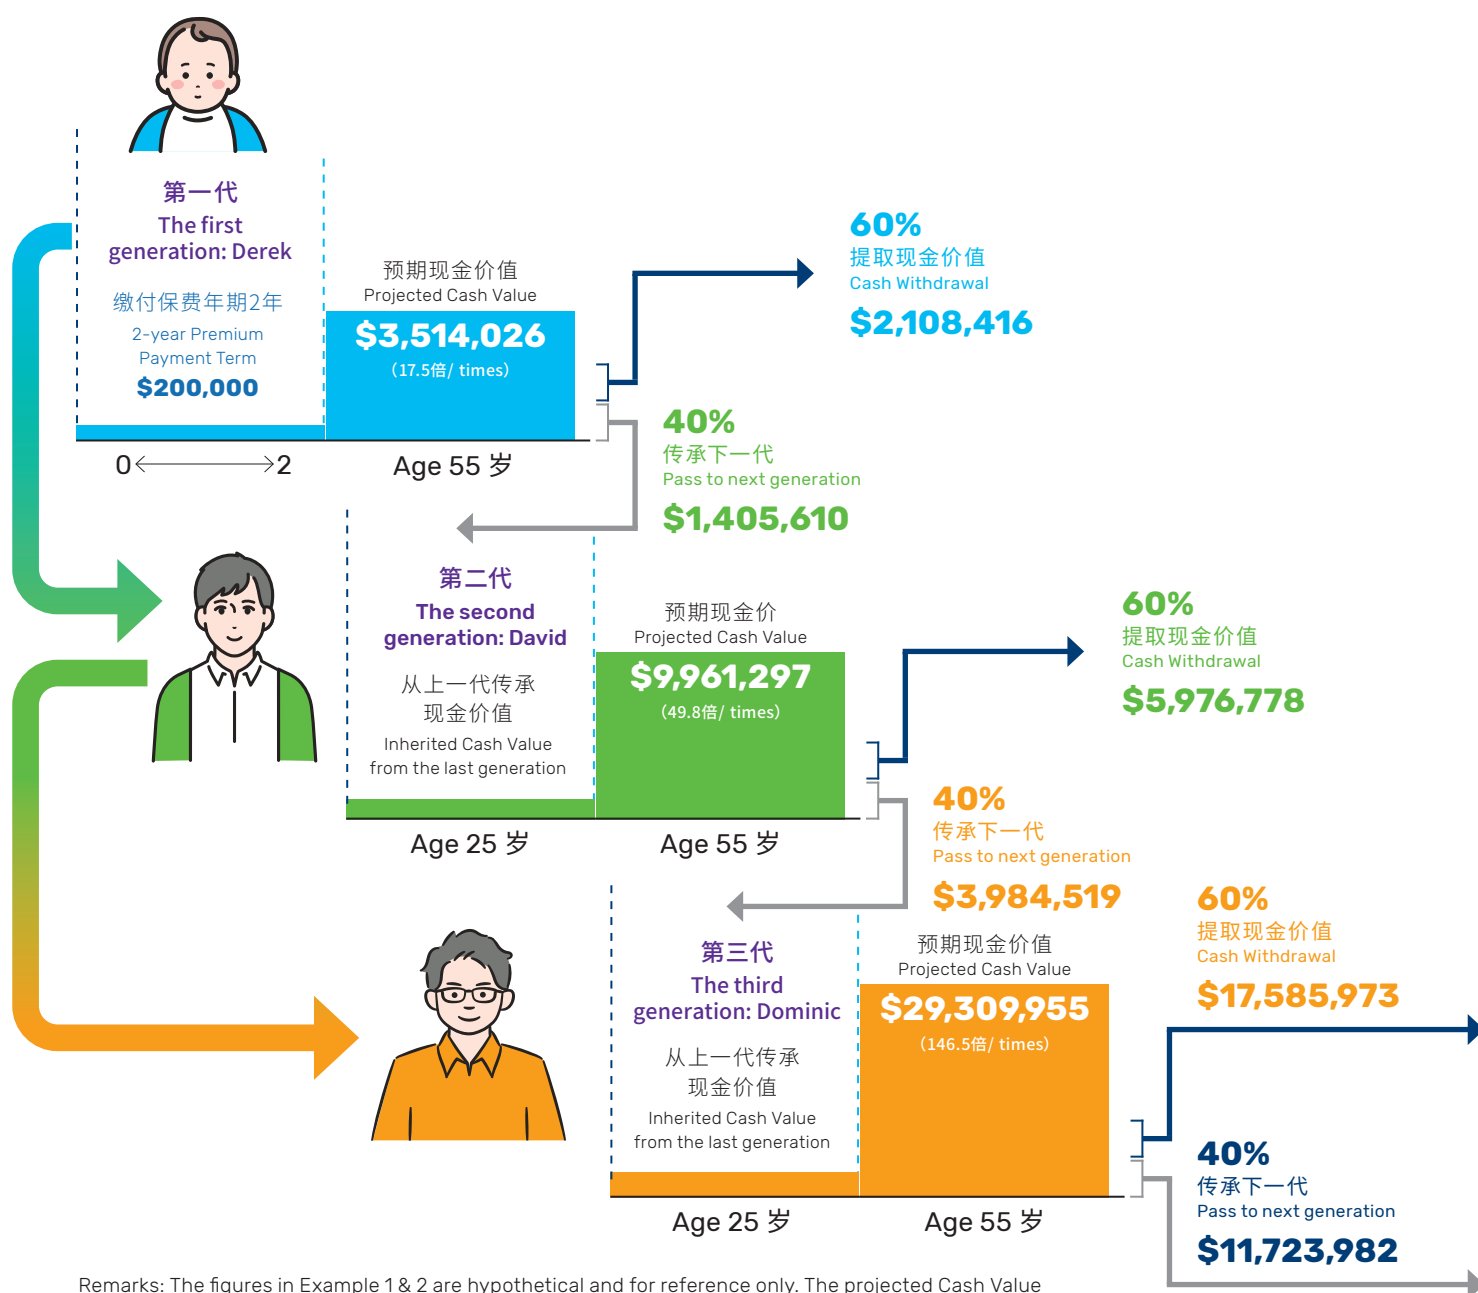 第一代
The first
generation: Derek
缴付保费年期2年
2-year Premium
Payment Term
$200,000
0
2
预期现金价值
Projected Cash Value
$3,514,026
（17.5倍/ times）
Age 55 岁
60%
提取现金价值
Cash Withdrawal
$2,108,416
40%
传承下一代
Pass to next generation
$1,405,610
第二代
The second
generation: David
从上一代传承
现金价值
Inherited Cash Value
from the last generation
Age 25 岁
预期现金价
Projected Cash Value
$9,961,297
（49.8倍/ times）
Age 55 岁
60%
提取现金价值
Cash Withdrawal
$5,976,778
40%
传承下一代
Pass to next generation
$3,984,519
第三代
The third
generation: Dominic
从上一代传承
现金价值
Inherited Cash Value
from the last generation
Age 25 岁
预期现金价值
Projected Cash Value
$29,309,955
（146.5倍/ times）
Age 55 岁
60%
提取现金价值
Cash Withdrawal
$17,585,973
40%
传承下一代
Pass to next generation
$11,723,982
Remarks: The figures in Example 1 & 2 are hypothetical and for reference only. The projected Cash Value